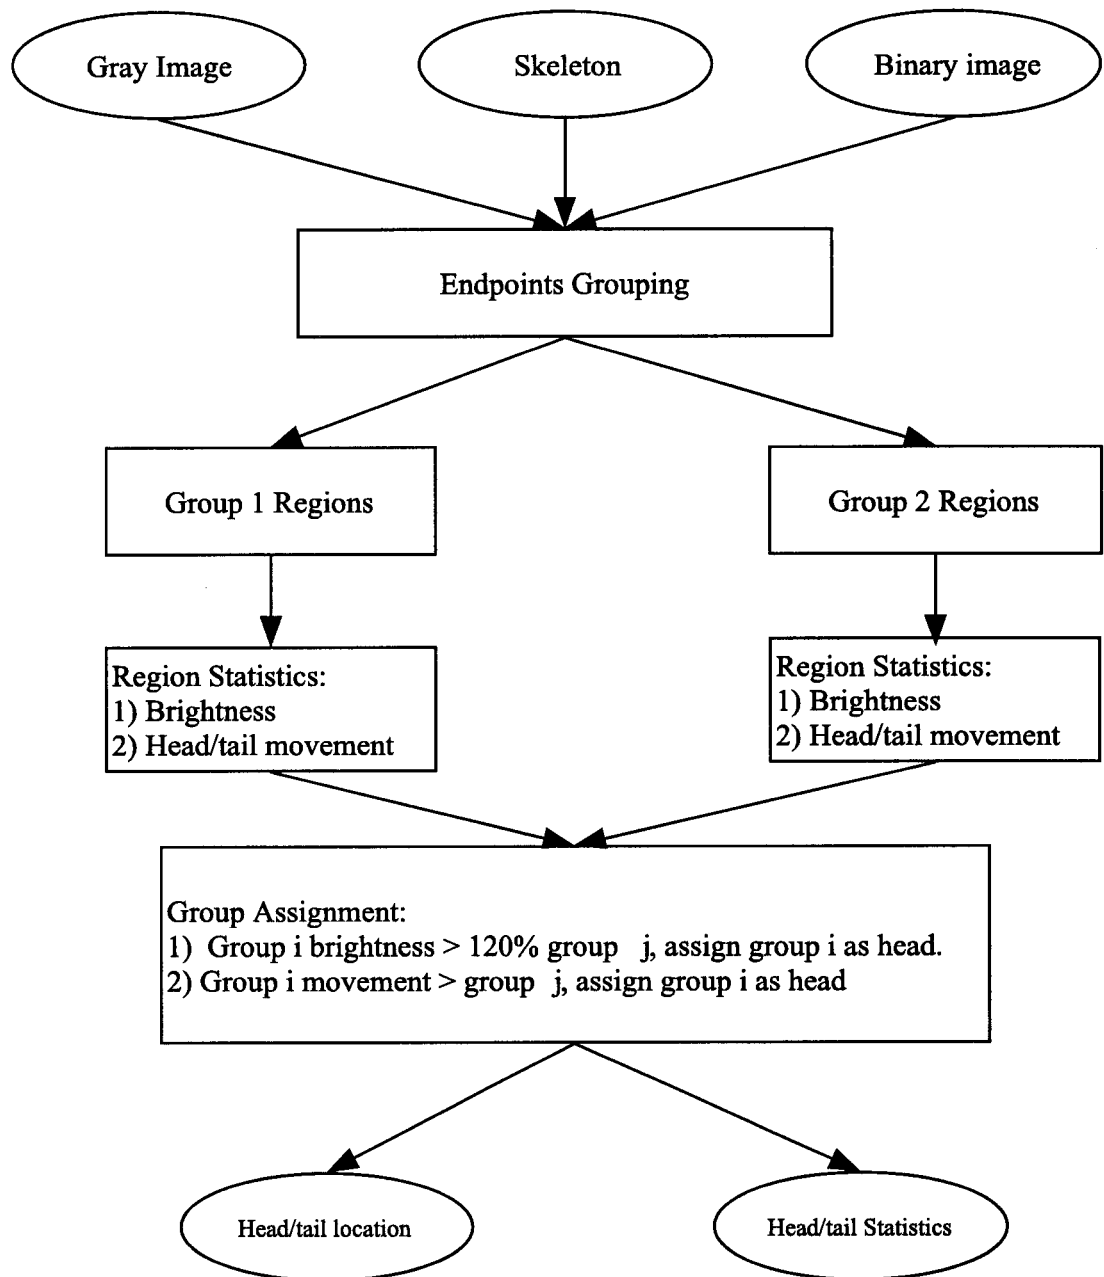 Gray Image
Skeleton
Binary image
Endpoints Grouping
Group 1 Regions
Group 2 Regions
Region Statistics:
1) Brightness
2) Head/tail movement
Region Statistics:
1) Brightness
2) Head/tail movement
Group Assignment:
1) Group i brightness > 120% group j, assign group i as head.
2) Group i movement > group j, assign group i as head
Head/tail location
Head/tail Statistics